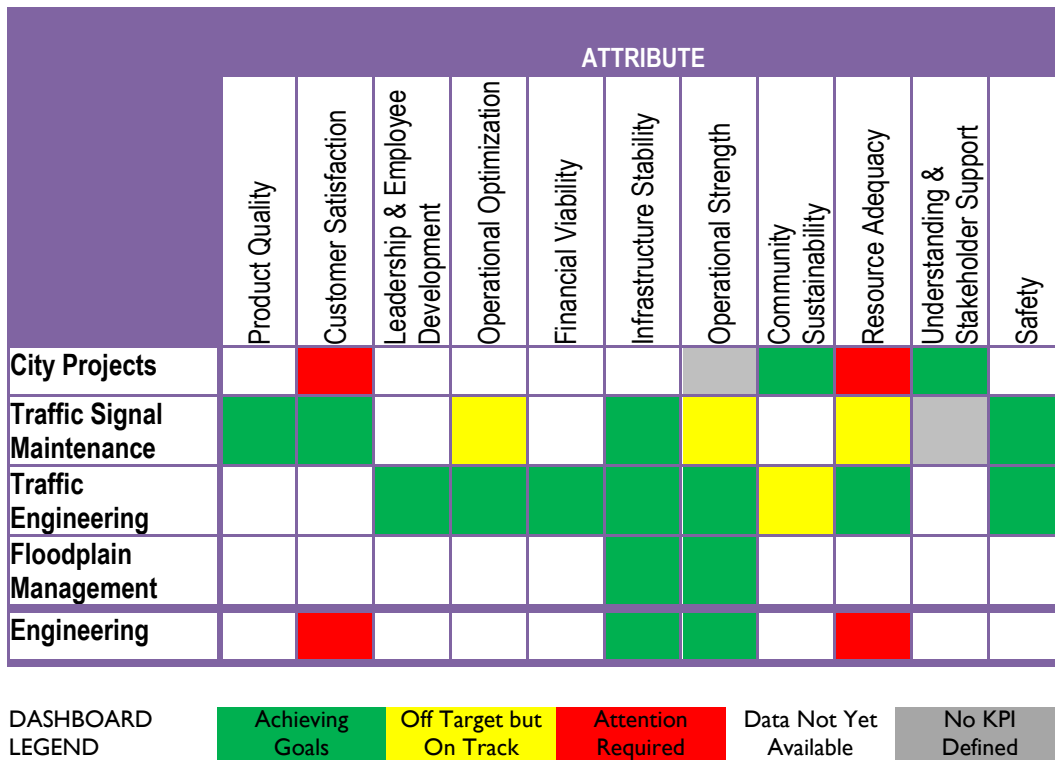 ATTRIBUTE
Product Quality
Customer Satisfaction
Leadership & Employee
Development
Operational Optimization
Financial Viability
Infrastructure Stability
Operational Strength
Community
Sustainability
Resource Adequacy
Understanding &
Stakeholder Support
Safety
City Projects
Traffic Signal
Maintenance
Traffic
Engineering
Floodplain
Management
Engineering
DASHBOARD
LEGEND
Achieving
Goals
Off Target but
On Track
Attention
Required
Data Not Yet
Available
No KPI
Defined